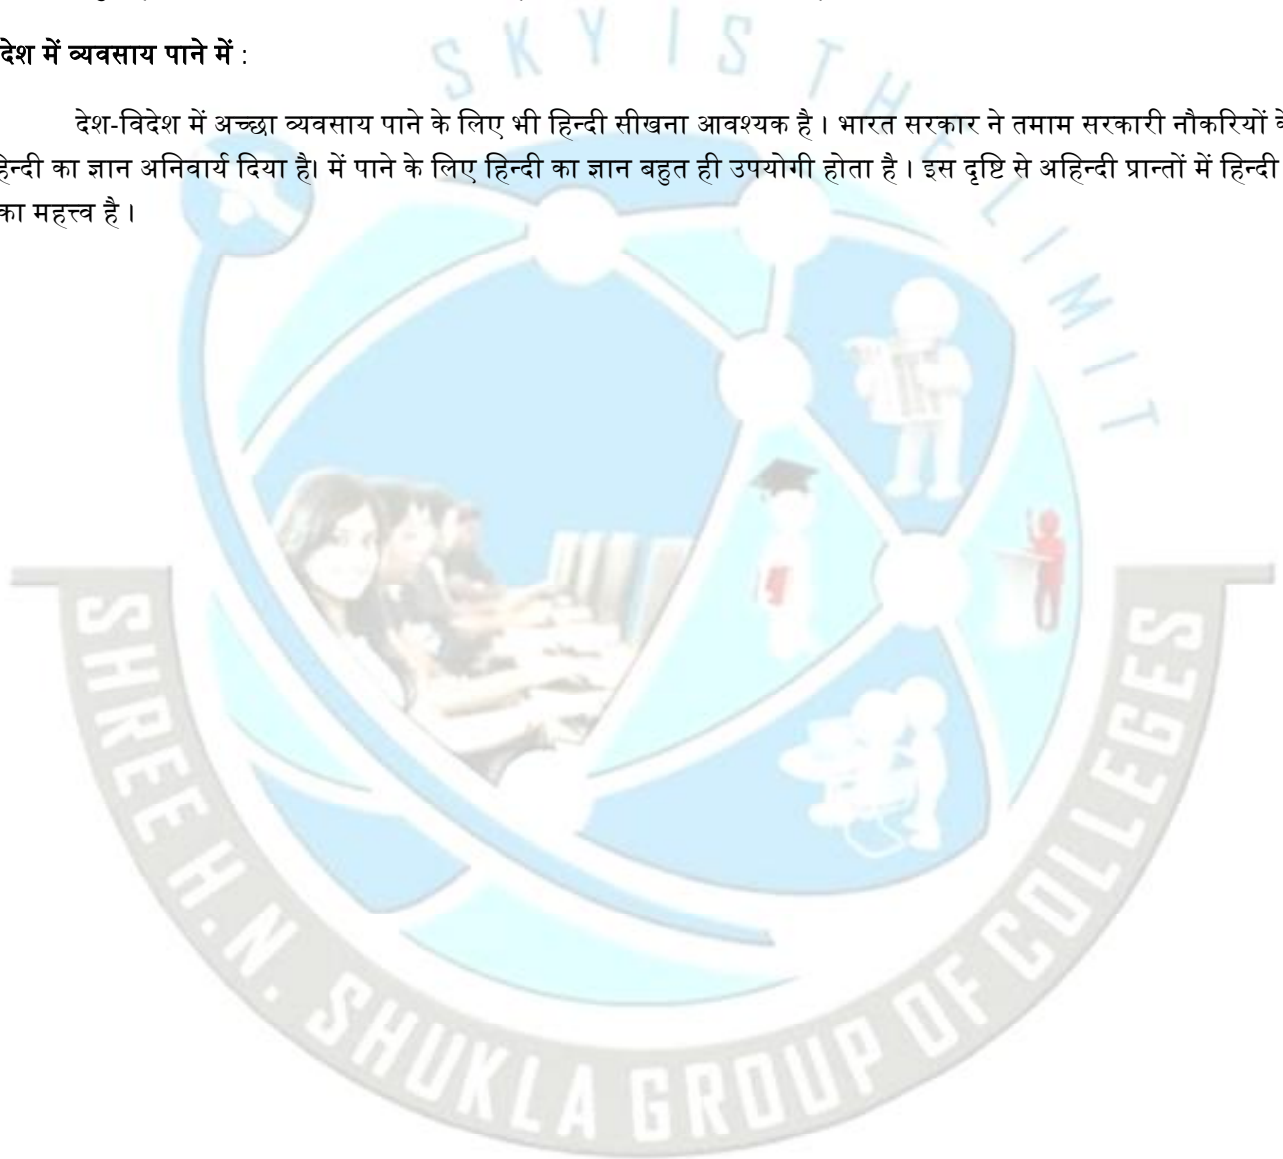 देश में व्यवसाय पाने में :
देश-विदेश में अच्छा व्यवसाय पाने के लिए भी हिन्दी सीखना आवश्यक है । भारत सरकार ने तमाम सरकारी नौकरियों के
हिन्दी का ज्ञान अनिवार्य दिया है। में पाने के लिए हिन्दी का ज्ञान बहुत ही उपयोगी होता है । इस दृष्टि से अहिन्दी प्रान्तों में हिन्दी
का महत्त्व है ।
SKY IS THE LIMIT
SHREE H.N. SHUKLA GROUP OF COLLEGES